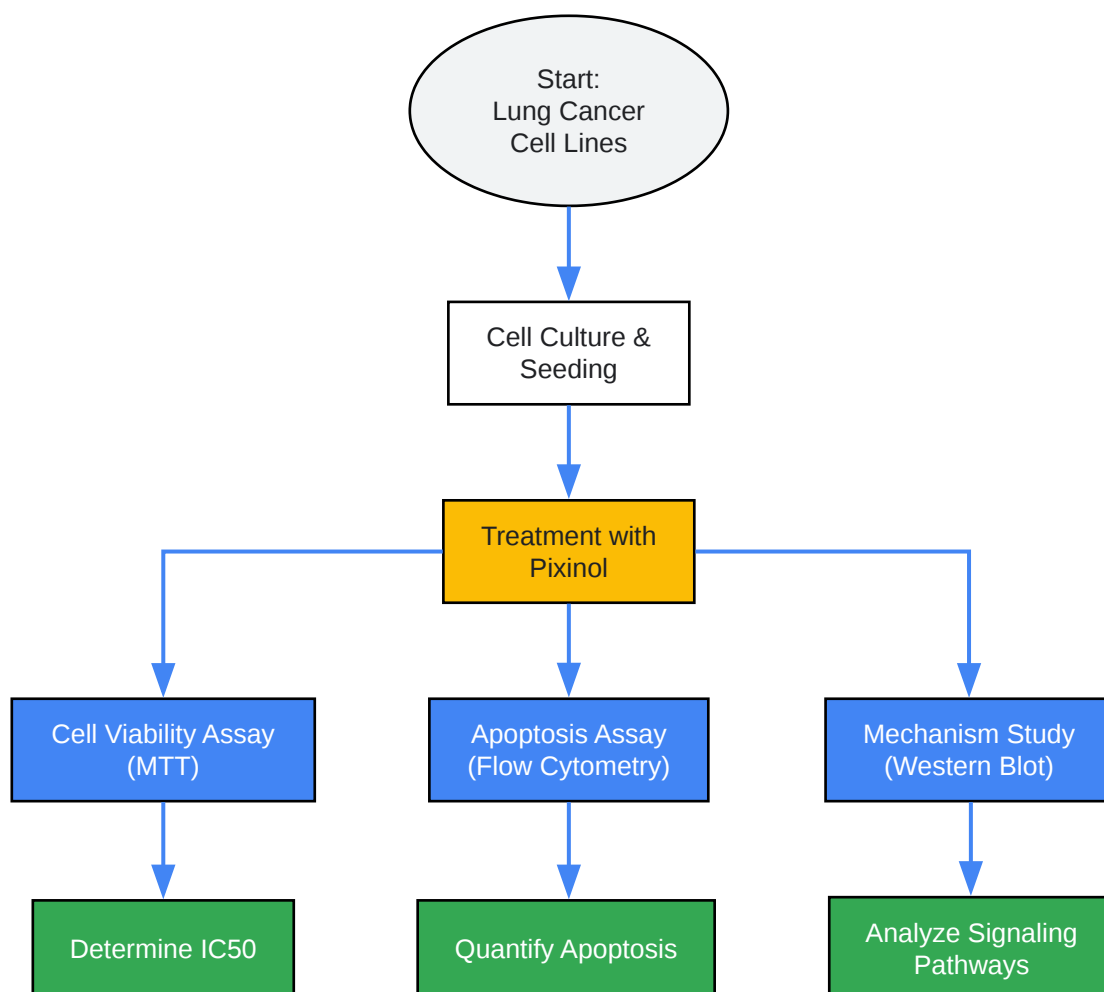 Start:
Lung Cancer
Cell Lines
Cell Culture &
Seeding
Treatment with
Pixinol
Cell Viability Assay
(MTT)
Apoptosis Assay
(Flow Cytometry)
Mechanism Study
(Western Blot)
Determine IC50
Quantify Apoptosis
Analyze Signaling
Pathways